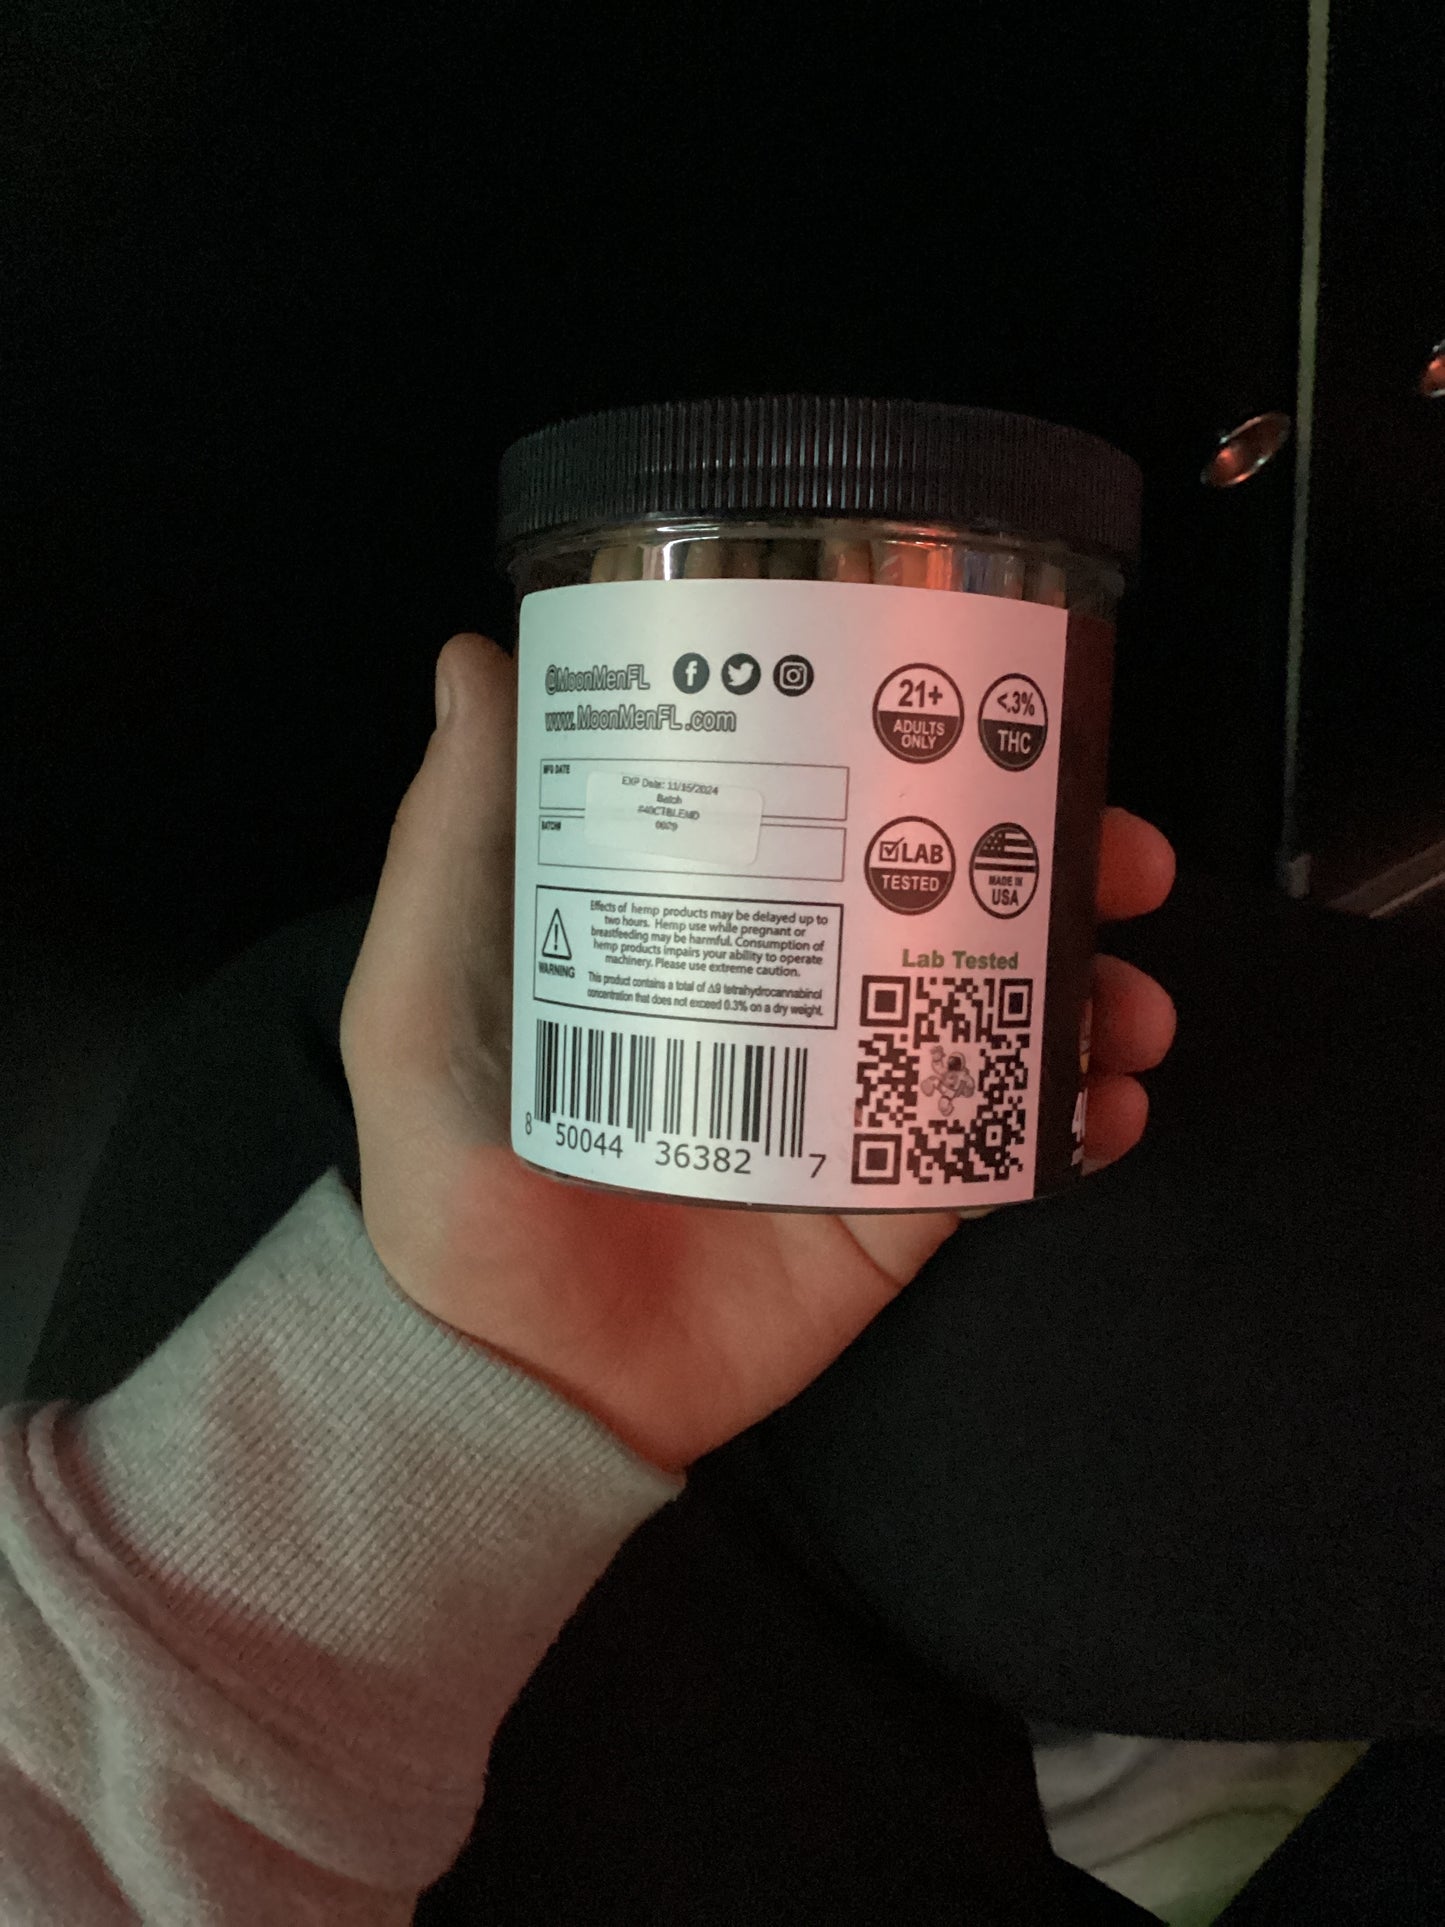 @MoonMenFL
www.MoonMenFL.com
21+
ADULTS
ONLY
<.3%
THC
MFG DATE
EXP Date: 11/15/2024
Batch
#40CTBLEND
0629
BATCH#
LAB
TESTED
MADE IN
USA
WARNING
Effects of hemp products may be delayed up to
two hours. Hemp use while pregnant or
breastfeeding may be harmful. Consumption of
hemp products impairs your ability to operate
machinery. Please use extreme caution.
This product contains a total of Δ9 tetrahydrocannabinol
concentration that does not exceed 0.3% on a dry weight.
Lab Tested
8 50044 36382 7